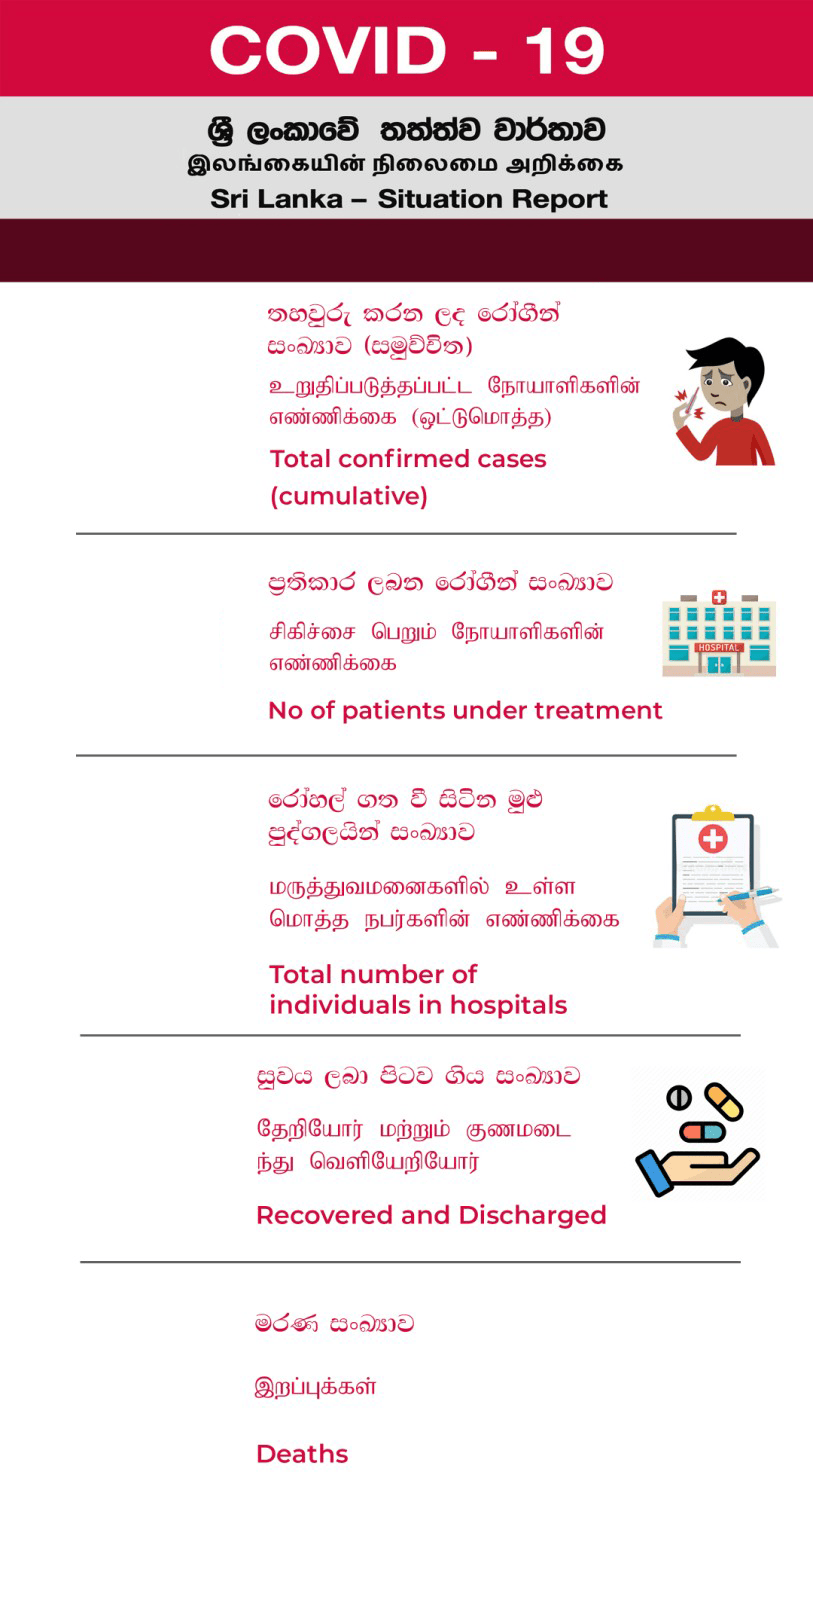 COVID - 19
ශ්‍රී ලංකාවේ තත්ත්ව වාර්තාව
இலங்கையின் நிலைமை அறிக்கை
Sri Lanka – Situation Report
තහවුරු කරන ලද රෝගීන්
සංඛ්‍යාව (සමුච්චිත)
உறுதிப்படுத்தப்பட்ட நோயாளிகளின்
எண்ணிக்கை (ஒட்டுமொத்த)
Total confirmed cases
(cumulative)
ප්‍රතිකාර ලබන රෝගීන් සංඛ්‍යාව
சிகிச்சை பெறும் நோயாளிகளின்
எண்ணிக்கை
HOSPITAL
No of patients under treatment
රෝහල් ගත වී සිටින මුළු
පුද්ගලයින් සංඛ්‍යාව
மருத்துவமனைகளில் உள்ள
மொத்த நபர்களின் எண்ணிக்கை
Total number of
individuals in hospitals
සුවය ලබා පිටව ගිය සංඛ්‍යාව
தேறியோர் மற்றும் குணமடை
ந்து வெளியேறியோர்
Recovered and Discharged
මරණ සංඛ්‍යාව
இறப்புக்கள்
Deaths